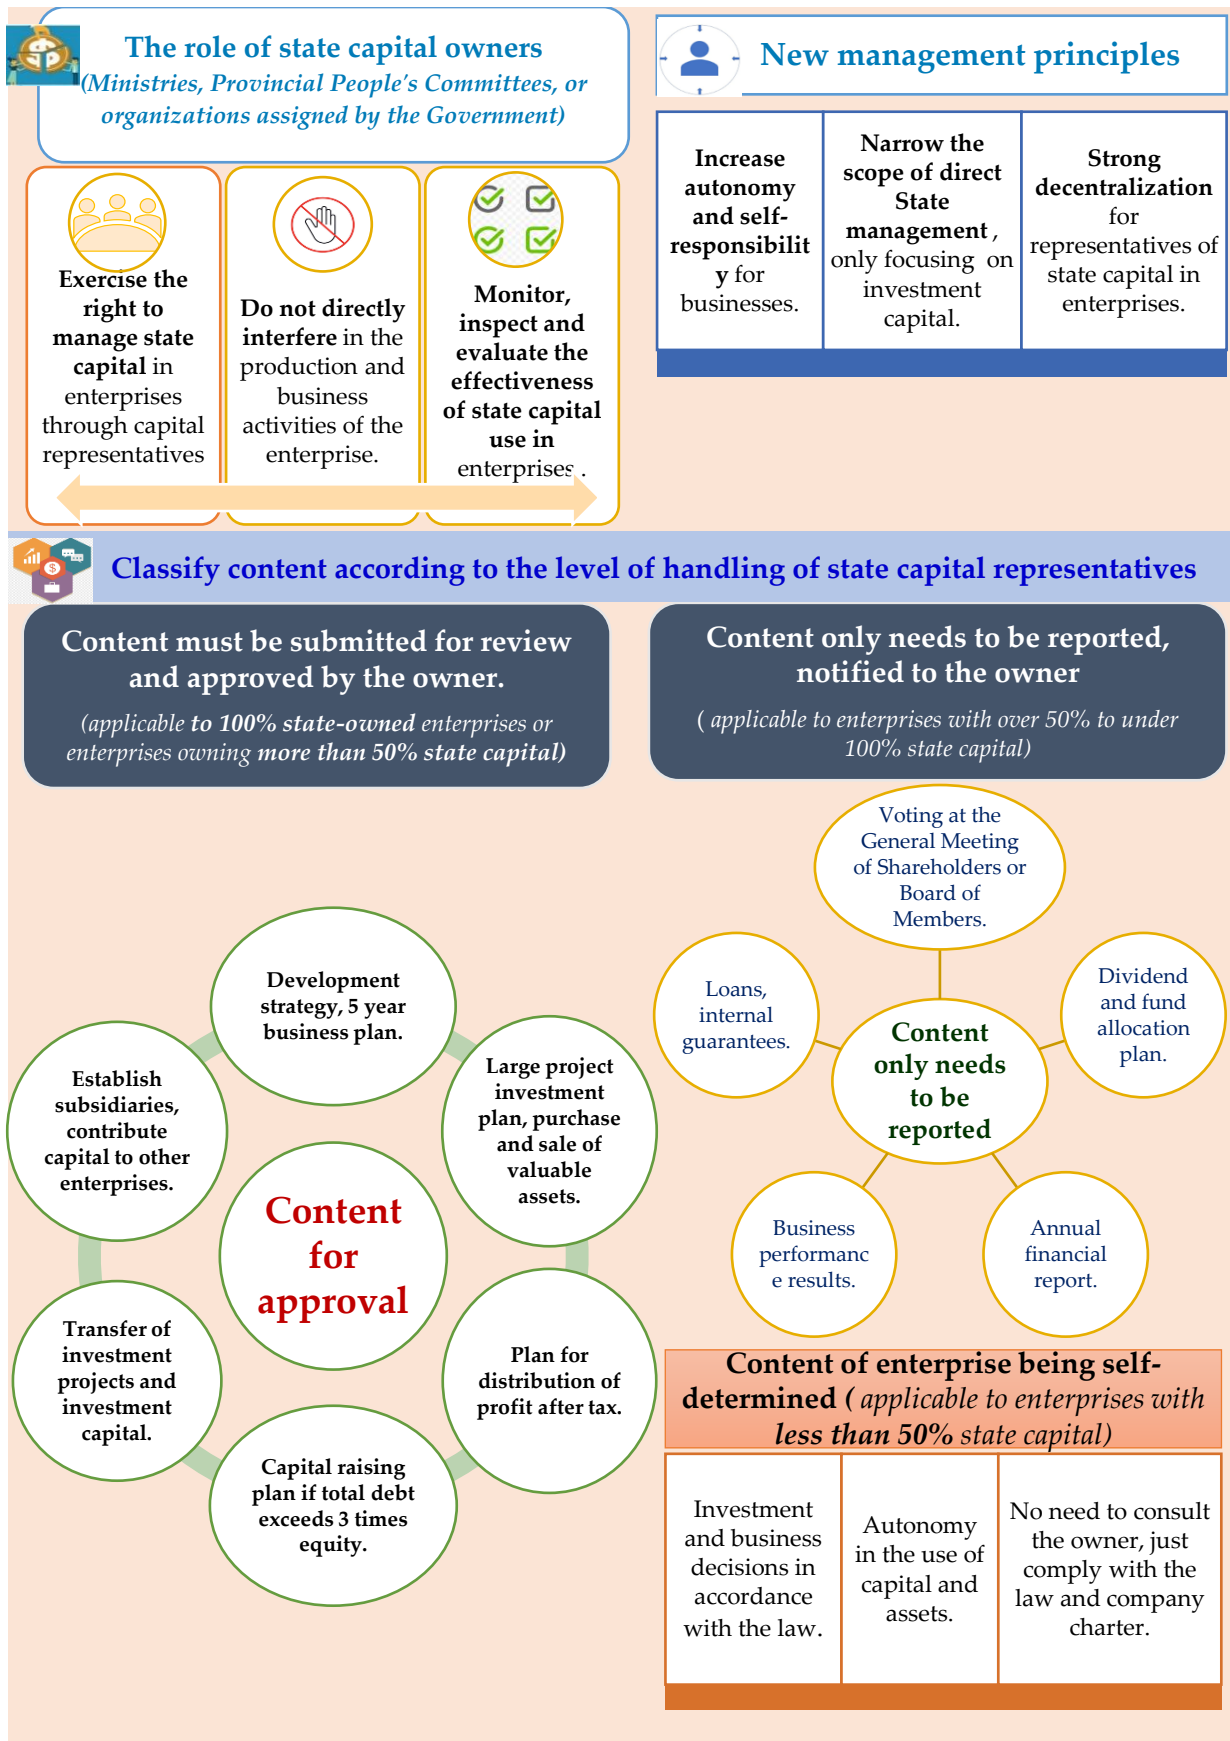 The role of state capital owners
(Ministries, Provincial People's Committees, or
organizations assigned by the Government)
Exercise the
right to
manage state
capital in
enterprises
through capital
representatives
Do not directly
interfere in the
production and
business
activities of the
enterprise.
Monitor,
inspect and
evaluate the
effectiveness
of state capital
use in
enterprises .
New management principles
Increase
autonomy
and self-
responsibilit
y for
businesses.
Narrow the
scope of direct
State
management ,
only focusing on
investment
capital.
Strong
decentralization
for
representatives of
state capital in
enterprises.
Classify content according to the level of handling of state capital representatives
Content must be submitted for review
and approved by the owner.
(applicable to 100% state-owned enterprises or
enterprises owning more than 50% state capital)
Development
strategy, 5 year
business plan.
Large project
investment
plan, purchase
and sale of
valuable
assets.
Plan for
distribution of
profit after tax.
Capital raising
plan if total debt
exceeds 3 times
equity.
Transfer of
investment
projects and
investment
capital.
Establish
subsidiaries,
contribute
capital to other
enterprises.
Content
for
approval
Content only needs to be reported,
notified to the owner
( applicable to enterprises with over 50% to under
100% state capital)
Voting at the
General Meeting
of Shareholders or
Board of
Members.
Loans,
internal
guarantees.
Dividend
and fund
allocation
plan.
Content
only needs
to be
reported
Business
performanc
e results.
Annual
financial
report.
Content of enterprise being self-
determined ( applicable to enterprises with
less than 50% state capital)
Investment
and business
decisions in
accordance
with the law.
Autonomy
in the use of
capital and
assets.
No need to consult
the owner, just
comply with the
law and company
charter.